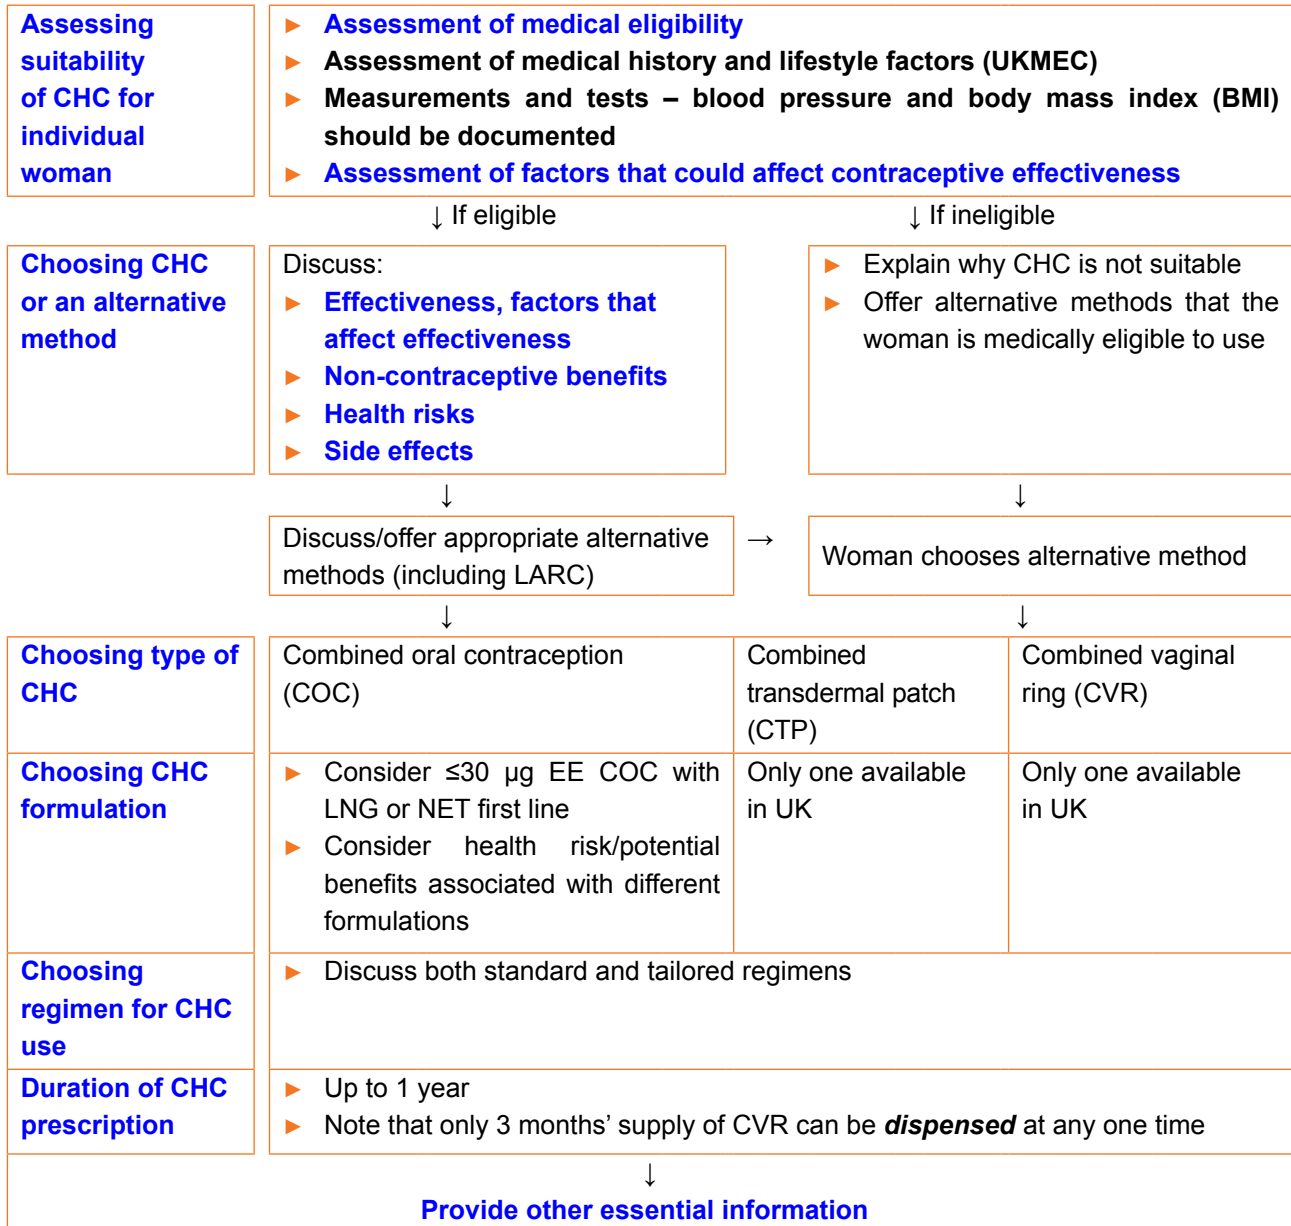 Assessing
suitability
of CHC for
individual
woman
► Assessment of medical eligibility
► Assessment of medical history and lifestyle factors (UKMEC)
► Measurements and tests – blood pressure and body mass index (BMI)
should be documented
► Assessment of factors that could affect contraceptive effectiveness
↓ If eligible
↓ If ineligible
Choosing CHC
or an alternative
method
Discuss:
► Effectiveness, factors that
affect effectiveness
► Non-contraceptive benefits
► Health risks
► Side effects
► Explain why CHC is not suitable
► Offer alternative methods that the
woman is medically eligible to use
↓
↓
Discuss/offer appropriate alternative
methods (including LARC)
→
Woman chooses alternative method
↓
↓
Choosing type of
CHC
Combined oral contraception
(COC)
Combined
transdermal patch
(CTP)
Combined vaginal
ring (CVR)
Choosing CHC
formulation
► Consider ≤30 µg EE COC with
LNG or NET first line
► Consider health risk/potential
benefits associated with different
formulations
Only one available
in UK
Only one available
in UK
Choosing
regimen for CHC
use
► Discuss both standard and tailored regimens
Duration of CHC
prescription
► Up to 1 year
► Note that only 3 months’ supply of CVR can be dispensed at any one time
↓
Provide other essential information